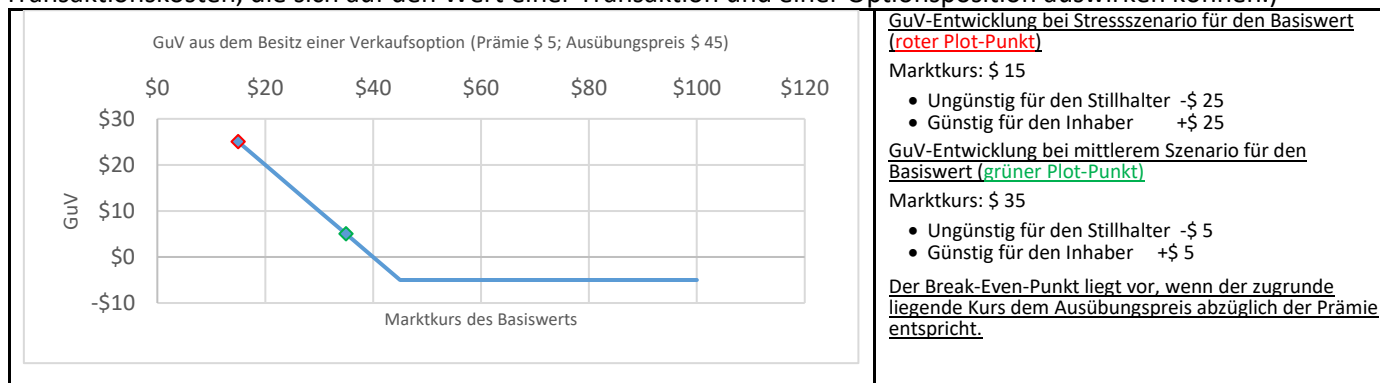 Transaktionskosten, die sich auf den Wert einer Transaktion und einer Optionsposition auswirken können.)
GuV aus dem Besitz einer Verkaufsoption (Prämie $ 5; Ausübungspreis $ 45)
$0 $20 $40 $60 $80 $100 $120
$30
$20
$10
$0
-$10
GuV
Marktkurs des Basiswerts
GuV-Entwicklung bei Stressszenario für den Basiswert
(roter Plot-Punkt)
Marktkurs: $ 15
• Ungünstig für den Stillhalter -$ 25
• Günstig für den Inhaber +$ 25
GuV-Entwicklung bei mittlerem Szenario für den
Basiswert (grüner Plot-Punkt)
Marktkurs: $ 35
• Ungünstig für den Stillhalter -$ 5
• Günstig für den Inhaber +$ 5
Der Break-Even-Punkt liegt vor, wenn der zugrunde
liegende Kurs dem Ausübungspreis abzüglich der Prämie
entspricht.